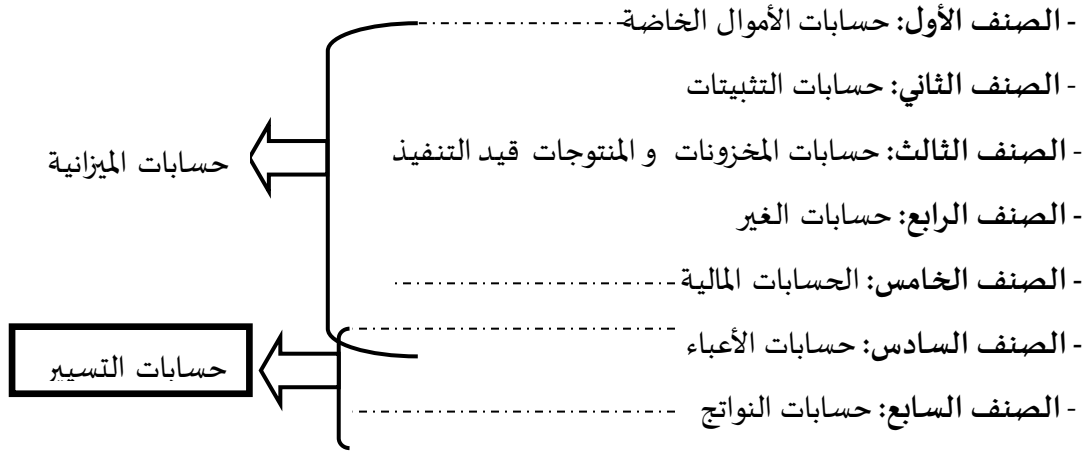 - الصنف الأول: حسابات الأموال الخاصة
- الصنف الثاني: حسابات التثبيتات
- الصنف الثالث: حسابات المخزونات و المنتوجات قيد التنفيذ
حسابات الميزانية
- الصنف الرابع: حسابات الغير
- الصنف الخامس: الحسابات المالية
- الصنف السادس: حسابات الأعباء
حسابات التسيير
- الصنف السابع: حسابات النواتج